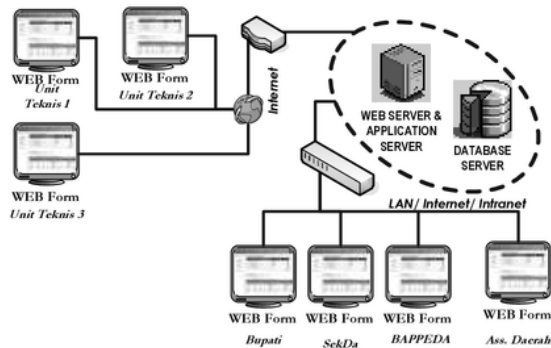 WEB Form
Unit
Teknis 1
WEB Form
Unit Teknis 2
Internet
WEB SERVER &
APPLICATION
SERVER
DATABASE
SERVER
WEB Form
Unit Teknis 3
LAN/ Internet/ Intranet
WEB Form
Bupati
WEB Form
SekDa
WEB Form
BAPPEDA
WEB Form
Ass. Daerah